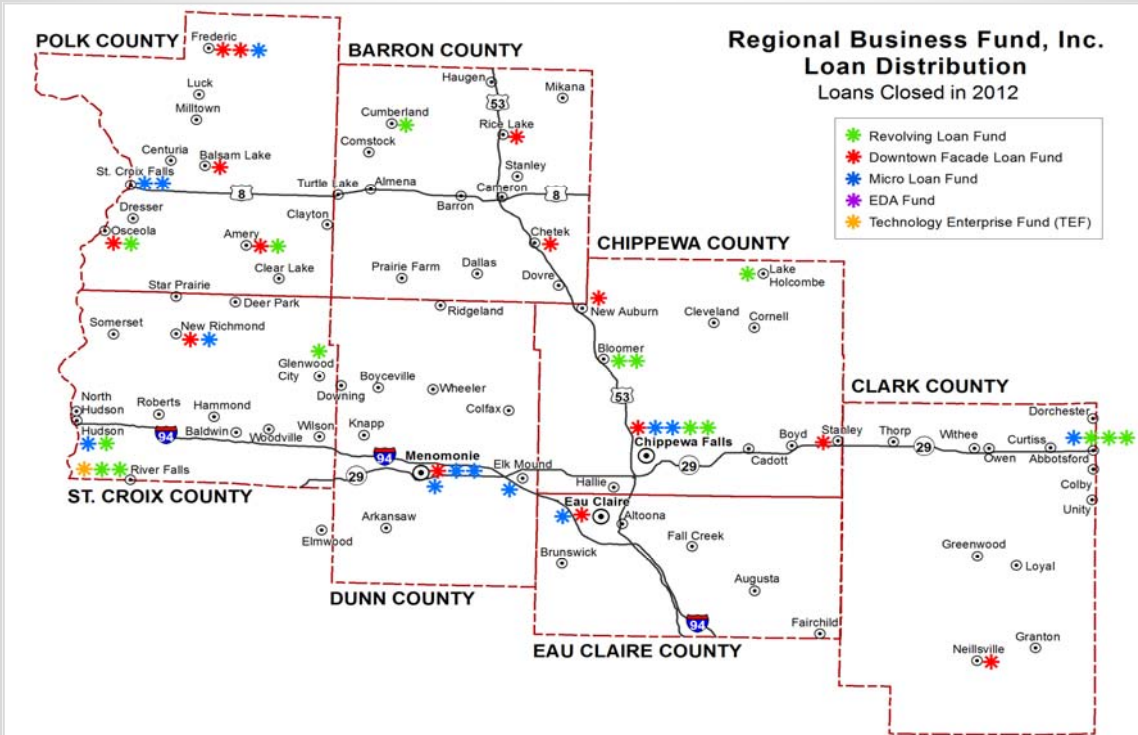 Regional Business Fund, Inc.
Loan Distribution
Loans Closed in 2012
Revolving Loan Fund
Downtown Facade Loan Fund
Micro Loan Fund
EDA Fund
Technology Enterprise Fund (TEF)
POLK COUNTY
Frederic
Luck
Milltown
Centuria
Balsam Lake
St. Croix Falls
8
Dresser
Osceola
Amery
Clear Lake
Clayton
Turtle Lake
BARRON COUNTY
Haugen
Mikana
53
Cumberland
Rice Lake
Comstock
Stanley
Almena
Barron
Cameron
8
Chetek
Prairie Farm
Dallas
Dovre
CHIPPEWA COUNTY
Lake
Holcombe
New Auburn
Cleveland
Cornell
Bloomer
53
Chippewa Falls
Cadott
Boyd
Stanley
29
Hallie
Star Prairie
Deer Park
Somerset
New Richmond
Glenwood
City
North
Hudson
Hudson
Roberts
Hammond
94
Baldwin
Woodville
Wilson
River Falls
ST. CROIX COUNTY
Ridgeland
Downing
Boyceville
Wheeler
Colfax
Knapp
94
Menomonie
29
Elk Mound
Elmwood
Arkansaw
DUNN COUNTY
Eau Claire
Altoona
Brunswick
Fall Creek
Augusta
94
Fairchild
EAU CLAIRE COUNTY
CLARK COUNTY
Dorchester
Thorp
29
Withee
Owen
Curtiss
Abbotsford
Colby
Unity
Greenwood
Loyal
Neillsville
Granton